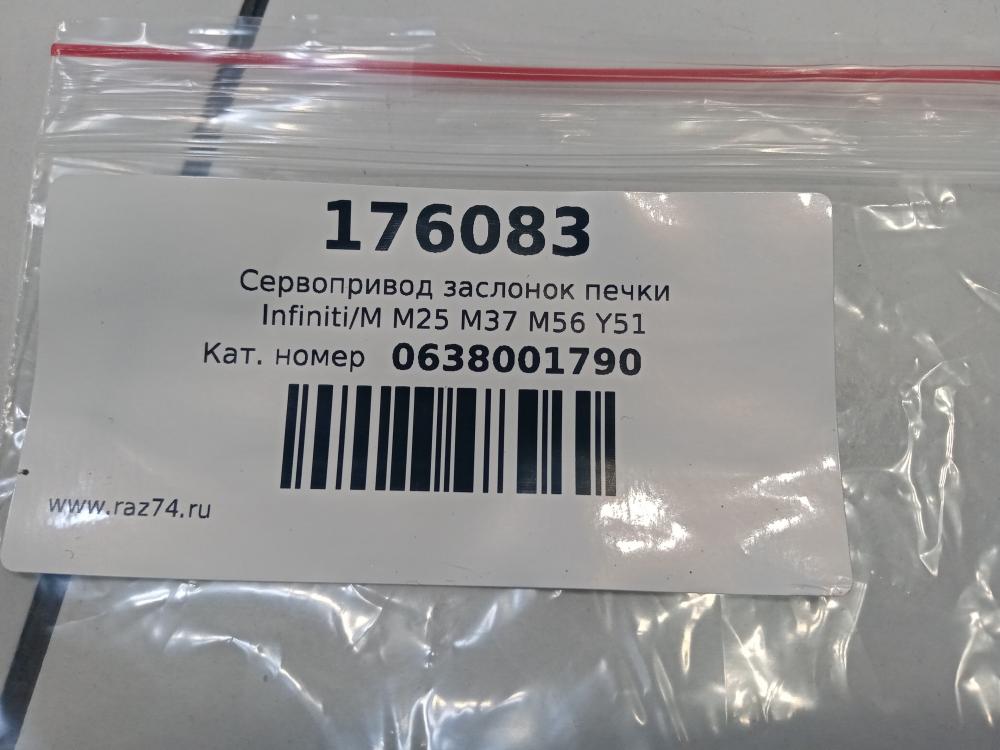 176083
Сервопривод заслонок печки
Infiniti/M M25 M37 M56 Y51
Кат. номер 0638001790
www.raz74.ru